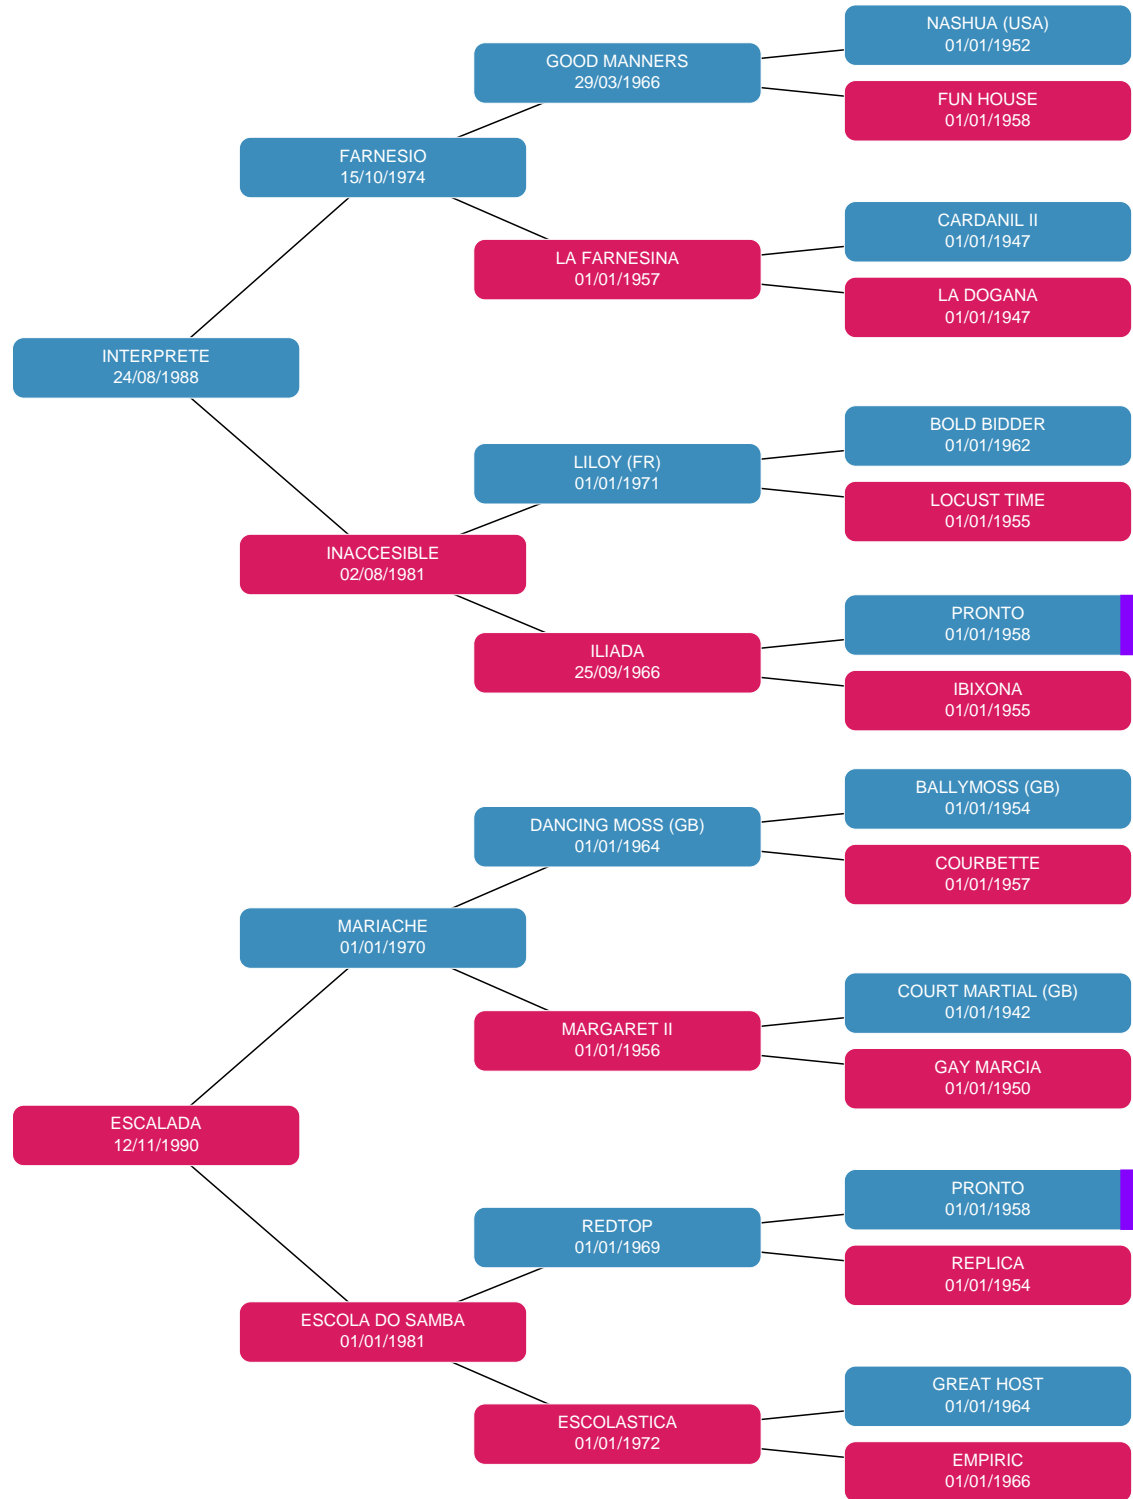 NASHUA (USA)
01/01/1952
GOOD MANNERS
29/03/1966
FUN HOUSE
01/01/1958
FARNESIO
15/10/1974
CARDANIL II
01/01/1947
LA FARNESINA
01/01/1957
LA DOGANA
01/01/1947
INTERPRETE
24/08/1988
BOLD BIDDER
01/01/1962
LILOY (FR)
01/01/1971
LOCUST TIME
01/01/1955
INACCESIBLE
02/08/1981
PRONTO
01/01/1958
ILIADA
25/09/1966
IBIXONA
01/01/1955
BALLYMOSS (GB)
01/01/1954
DANCING MOSS (GB)
01/01/1964
COURBETTE
01/01/1957
MARIACHE
01/01/1970
COURT MARTIAL (GB)
01/01/1942
MARGARET II
01/01/1956
GAY MARCIA
01/01/1950
ESCALADA
12/11/1990
PRONTO
01/01/1958
REDTOP
01/01/1969
REPLICA
01/01/1954
ESCOLA DO SAMBA
01/01/1981
GREAT HOST
01/01/1964
ESCOLASTICA
01/01/1972
EMPIRIC
01/01/1966